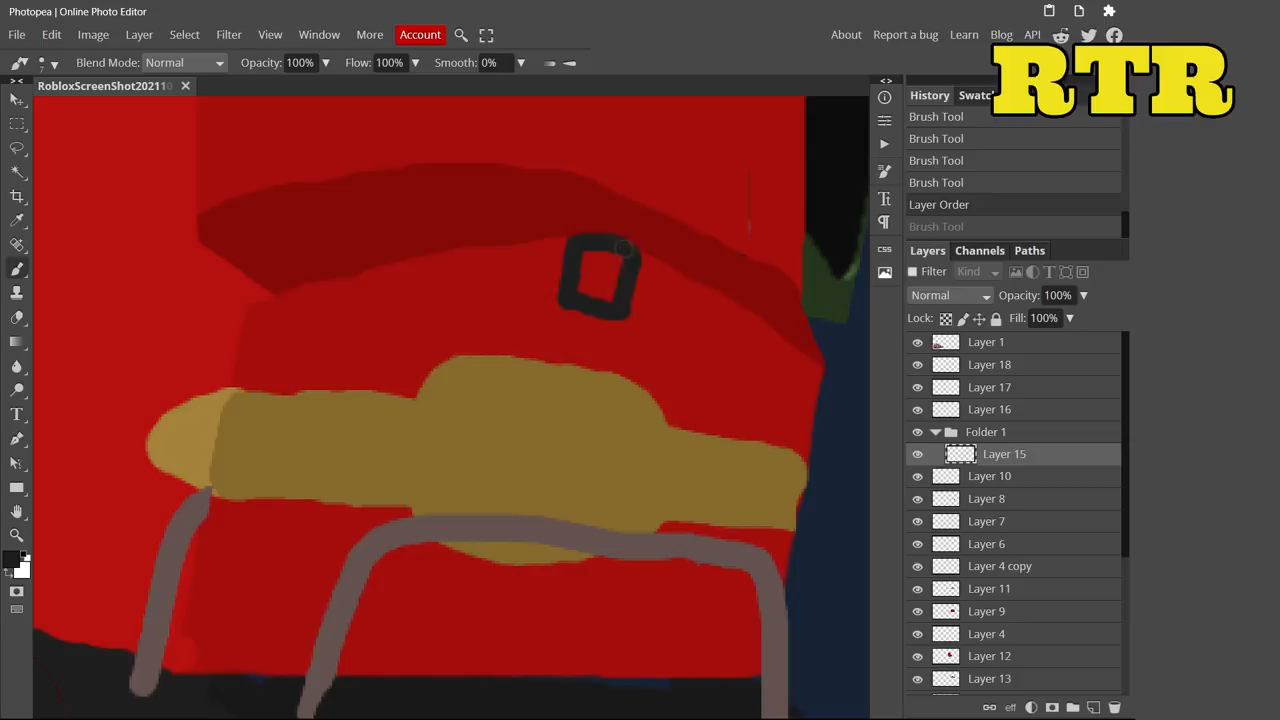 Photopea | Online Photo Editor
File Edit Image Layer Select Filter View Window More Account
About Report a bug Learn Blog API
Blend Mode: Normal Opacity: 100% Flow: 100% Smooth: 0%
7
RobloxScreenShot20211
RTR
History Swatc
Brush Tool
Brush Tool
Brush Tool
Brush Tool
Layer Order
Brush Tool
Layers Channels Paths
Filter Kind
Normal Opacity: 100%
Lock: Fill: 100%
CSS
Layer 1
Layer 18
Layer 17
Layer 16
Folder 1
Layer 15
Layer 10
Layer 8
Layer 7
Layer 6
Layer 4 copy
Layer 11
Layer 9
Layer 4
Layer 12
Layer 13
eff